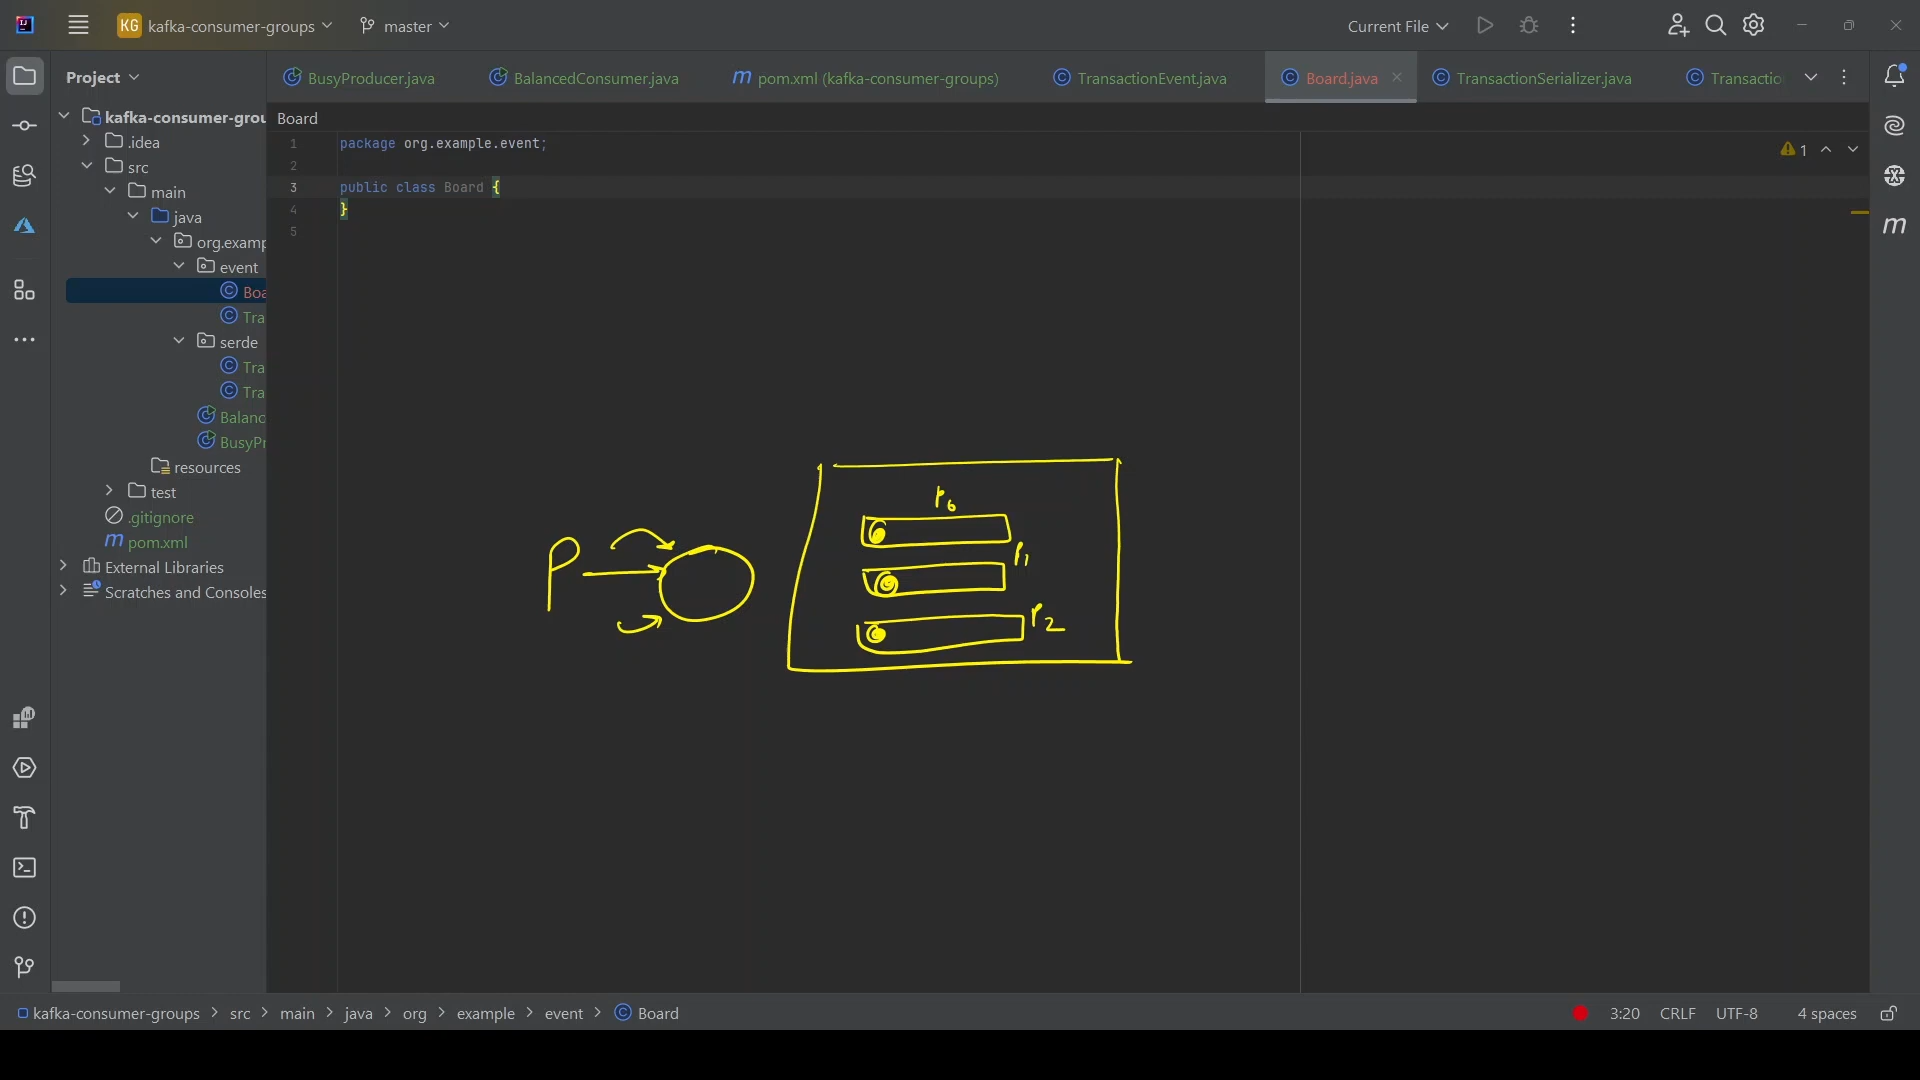 KG kafka-consumer-groups master Current File
Project
BusyProducer.java BalancedConsumer.java m pom.xml (kafka-consumer-groups) TransactionEvent.java Board.java TransactionSerializer.java Transactio
kafka-consumer-grou
Board
.idea
src
main
java
org.examp
event
Boa
Tra
serde
Tra
Tra
Balanc
BusyPr
resources
test
.gitignore
m pom.xml
External Libraries
Scratches and Consoles
1 package org.example.event;
2
3 public class Board {
4 }
5
1
m
P
P0
P1
P2
kafka-consumer-groups > src > main > java > org > example > event > Board 3:20 CRLF UTF-8 4 spaces